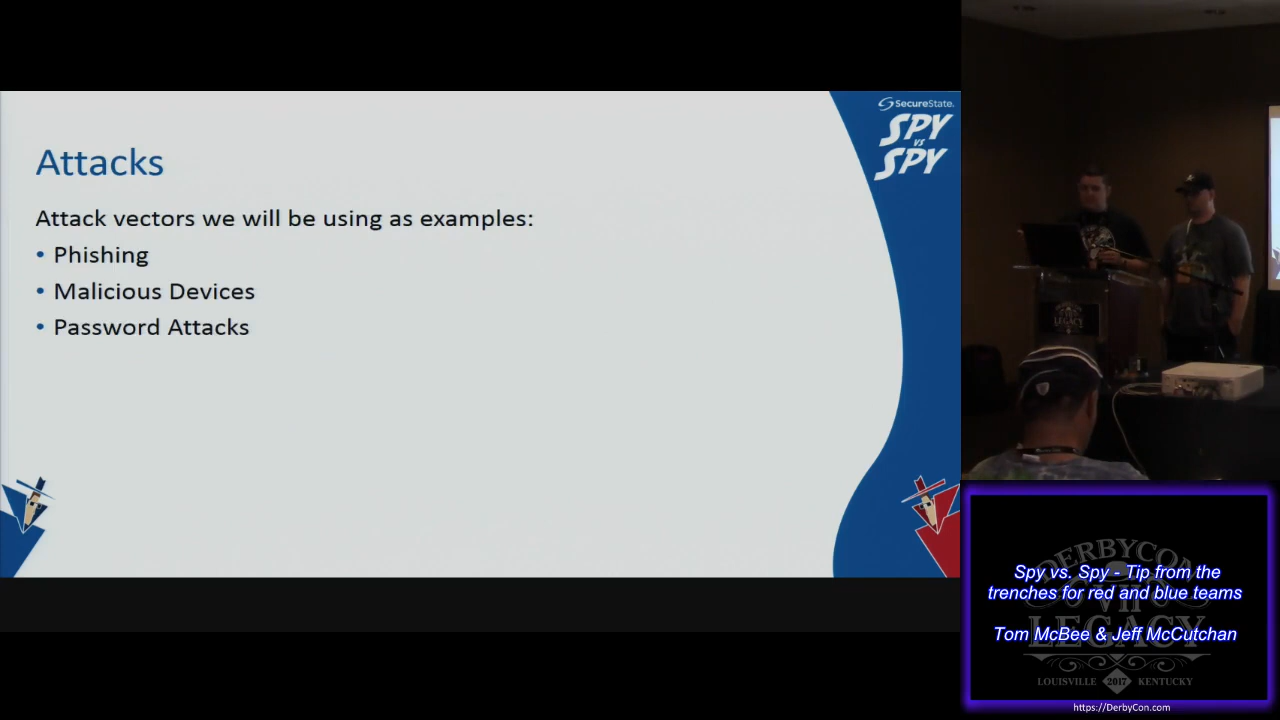 Attacks
Attack vectors we will be using as examples:
• Phishing
• Malicious Devices
• Password Attacks
SecureState.
SPY
VS
SPY
LEGACY
DERBYCON
VII
LEGACY
LOUISVILLE 2017 KENTUCKY
Spy vs. Spy - Tip from the
trenches for red and blue teams
Tom McBee & Jeff McCutchan
https://DerbyCon.com